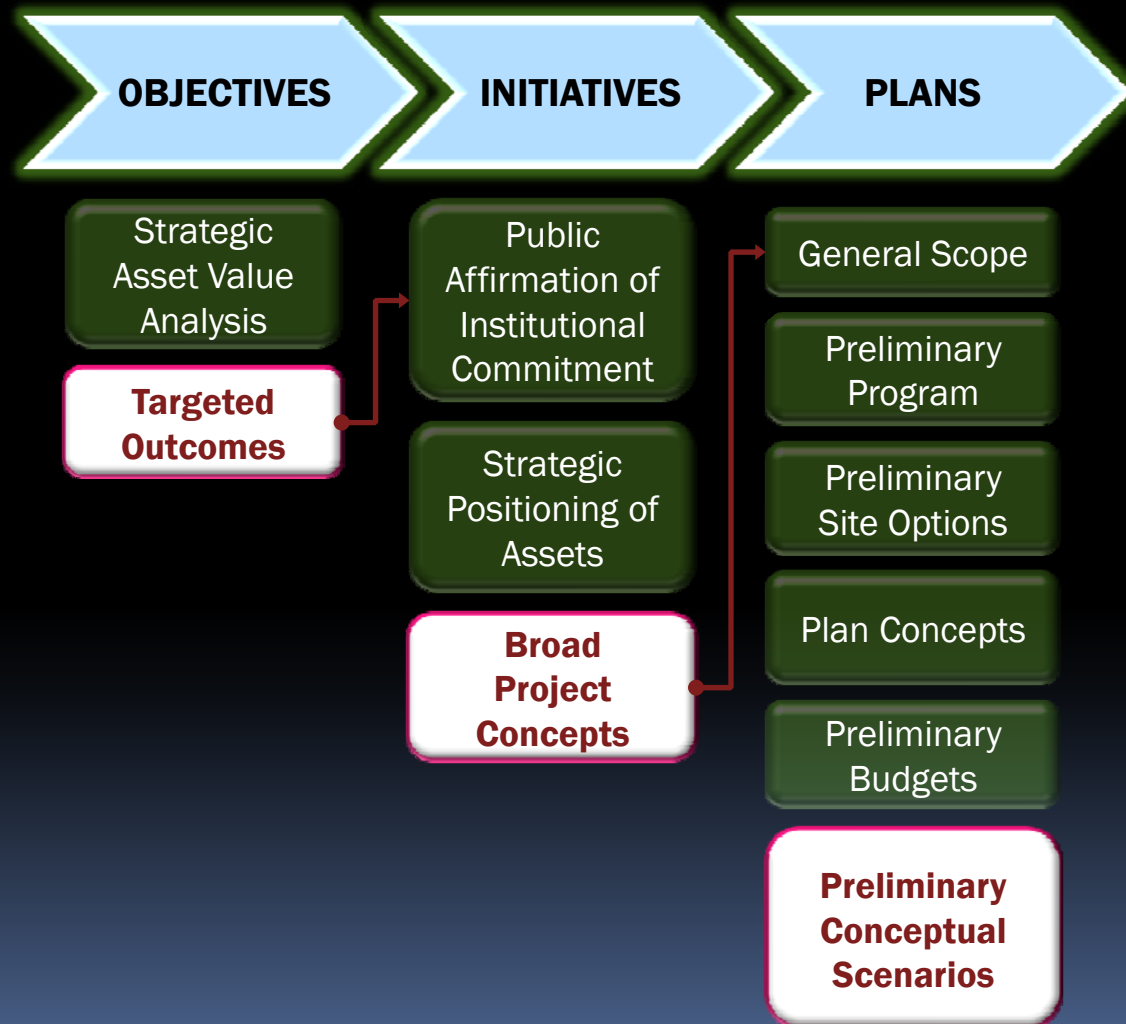 OBJECTIVES
INITIATIVES
PLANS
Strategic
Asset Value
Analysis
Targeted
Outcomes
Public
Affirmation of
Institutional
Commitment
Strategic
Positioning of
Assets
Broad
Project
Concepts
General Scope
Preliminary
Program
Preliminary
Site Options
Plan Concepts
Preliminary
Budgets
Preliminary
Conceptual
Scenarios